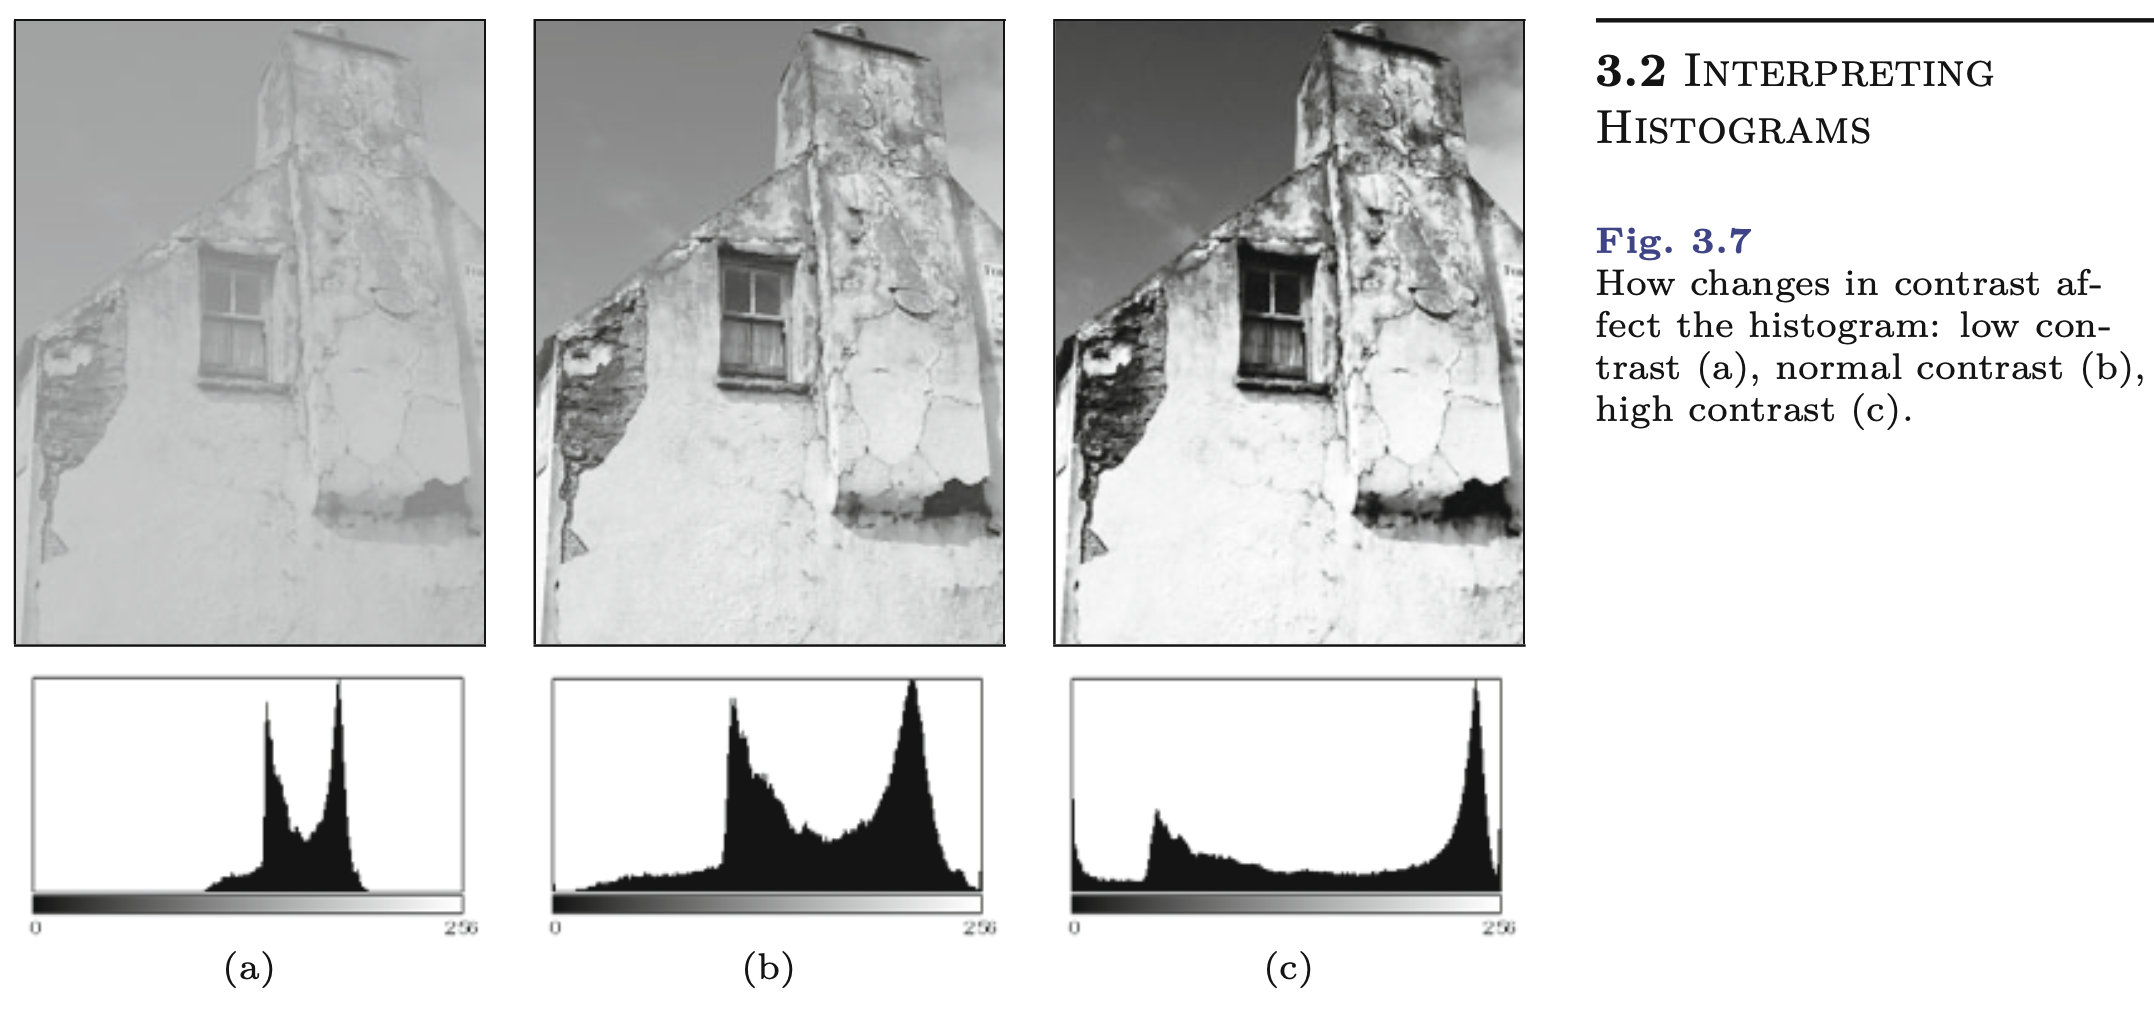 3.2 INTERPRETING
HISTOGRAMS
Fig. 3.7
How changes in contrast af-
fect the histogram: low con-
trast (a), normal contrast (b),
high contrast (c).
0 256
0 256
0 256
(a) (b) (c)